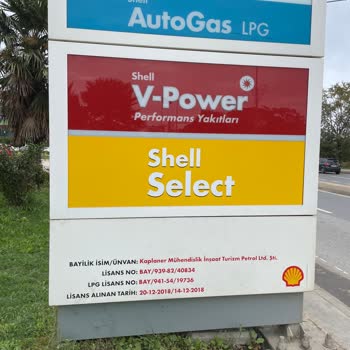 Shell
AutoGas LPG
Shell
V-Power
Performans Yakıtları
Shell
Select
BAYİLİK İSİM/ÜNVAN: Kaplaner Mühendislik İnşaat Turizm Petrol Ltd. Şti.
LİSANS NO: BAY/939-82/40834
LPG LİSANS NO: BAY/941-54/19736
LİSANS ALINAN TARİH: 20-12-2018/14-12-2018